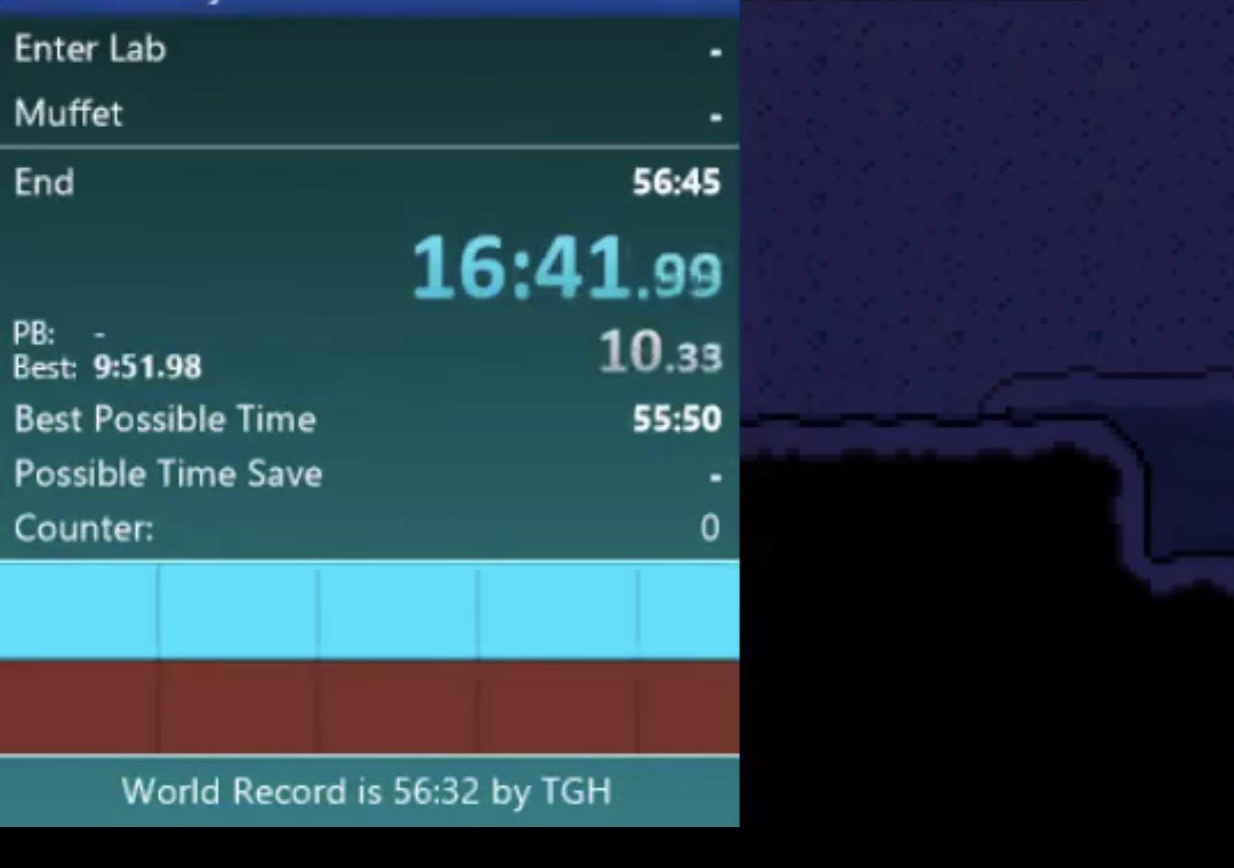 Enter Lab -
Muffet -
End 56:45
16:41.99
PB: - 10.33
Best: 9:51.98
Best Possible Time 55:50
Possible Time Save -
Counter: 0
World Record is 56:32 by TGH